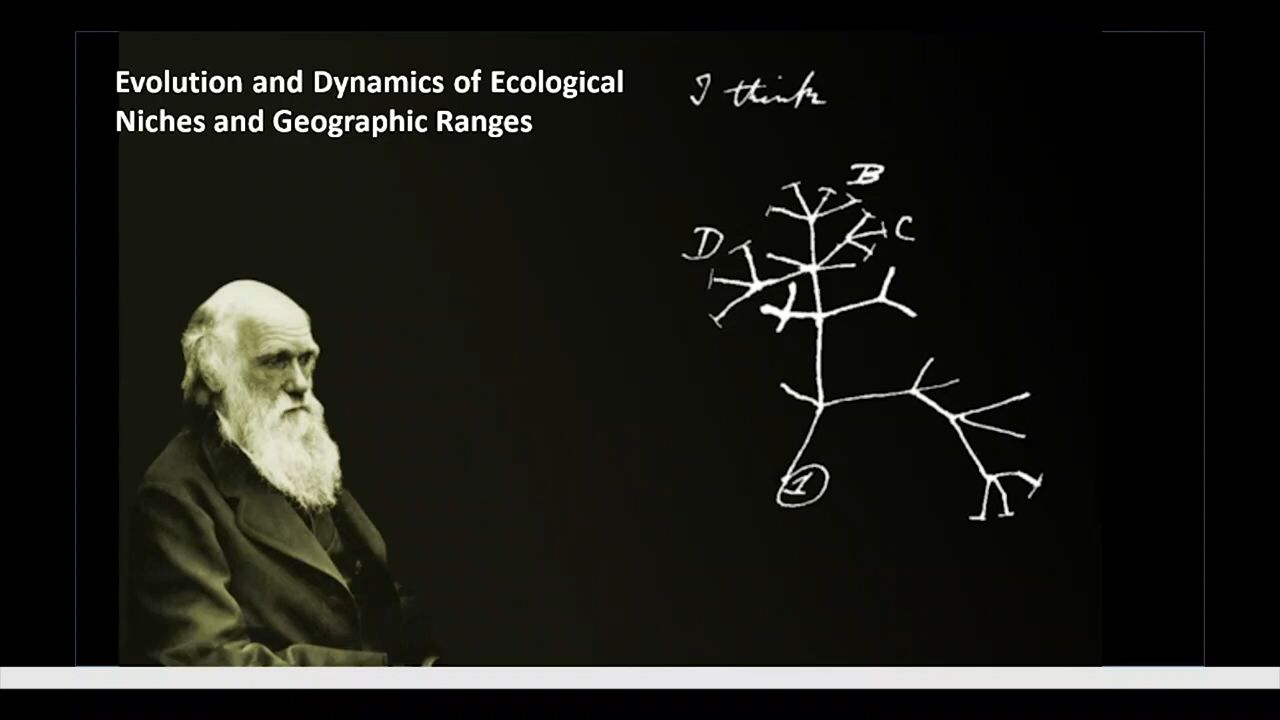 Evolution and Dynamics of Ecological
Niches and Geographic Ranges
I think
B
C
D
1